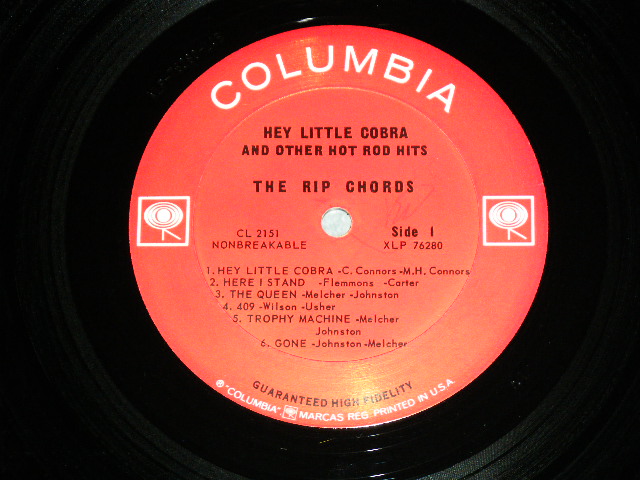 COLUMBIA
HEY LITTLE COBRA
AND OTHER HOT ROD HITS
THE RIP CHORDS
CL 2151
NONBREAKABLE
Side 1
XLP 76280
1. HEY LITTLE COBRA -C. Connors -M.H. Connors
2. HERE I STAND -Flemmons -Carter
3. THE QUEEN -Melcher -Johnston
4. 409 -Wilson -Usher
5. TROPHY MACHINE -Melcher
Johnston
6. GONE -Johnston -Melcher
GUARANTEED HIGH FIDELITY
® "COLUMBIA" MARCAS REG. PRINTED IN U.S.A.